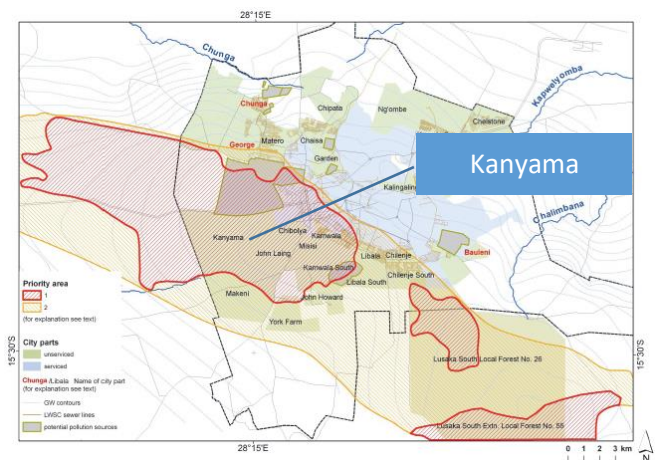 28°15'E
Chunga
Kapwelyomba
Chunga
Chipata
Ng'ombe
Chelstone
George
Matero
Chaisa
Garden
Kanyama
Kalingaling
Chalimbana
Kanyama
Chibolya
Kamwala
Misisi
Libala
Chilenje
Bauleni
John Laing
Kamwala South
Chilenje South
Libala South
Makeni
John Howard
York Farm
Priority area
1
2
(for explanation see text)
City parts
unserviced
serviced
Chunga /Libala Name of city part
(for explanation see text)
GW contours
LWSC sewer lines
potential pollution sources
15°30'S
15°30'S
Lusaka South Local Forest No. 26
Lusaka South Extn. Local Forest No. 55
28°15'E
0 1 2 3 km
N